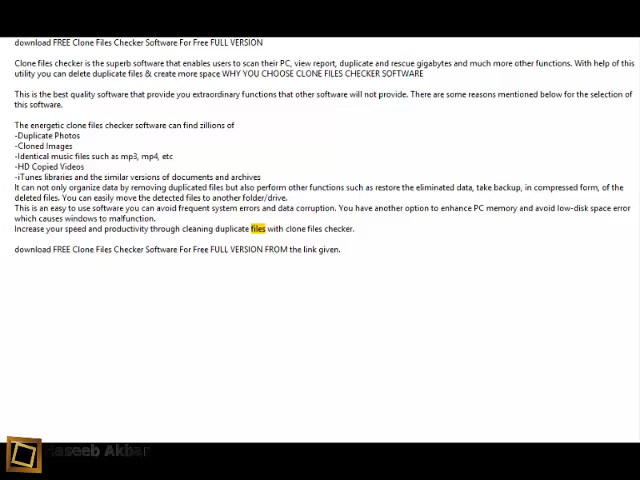 download FREE Clone Files Checker Software For Free FULL VERSION
Clone files checker is the superb software that enables users to scan their PC, view report, duplicate and rescue gigabytes and much more other functions. With help of this
utility you can delete duplicate files & create more space WHY YOU CHOOSE CLONE FILES CHECKER SOFTWARE
This is the best quality software that provide you extraordinary functions that other software will not provide. There are some reasons mentioned below for the selection of
this software.
The energetic clone files checker software can find zillions of
-Duplicate Photos
-Cloned Images
-Identical music files such as mp3, mp4, etc
-HD Copied Videos
-iTunes libraries and the similar versions of documents and archives
It can not only organize data by removing duplicated files but also perform other functions such as restore the eliminated data, take backup, in compressed form, of the
deleted files. You can easily move the detected files to another folder/drive.
This is an easy to use software you can avoid frequent system errors and data corruption. You have another option to enhance PC memory and avoid low-disk space error
which causes windows to malfunction.
Increase your speed and productivity through cleaning duplicate files with clone files checker.
download FREE Clone Files Checker Software For Free FULL VERSION FROM the link given.
Haseeb Akbar